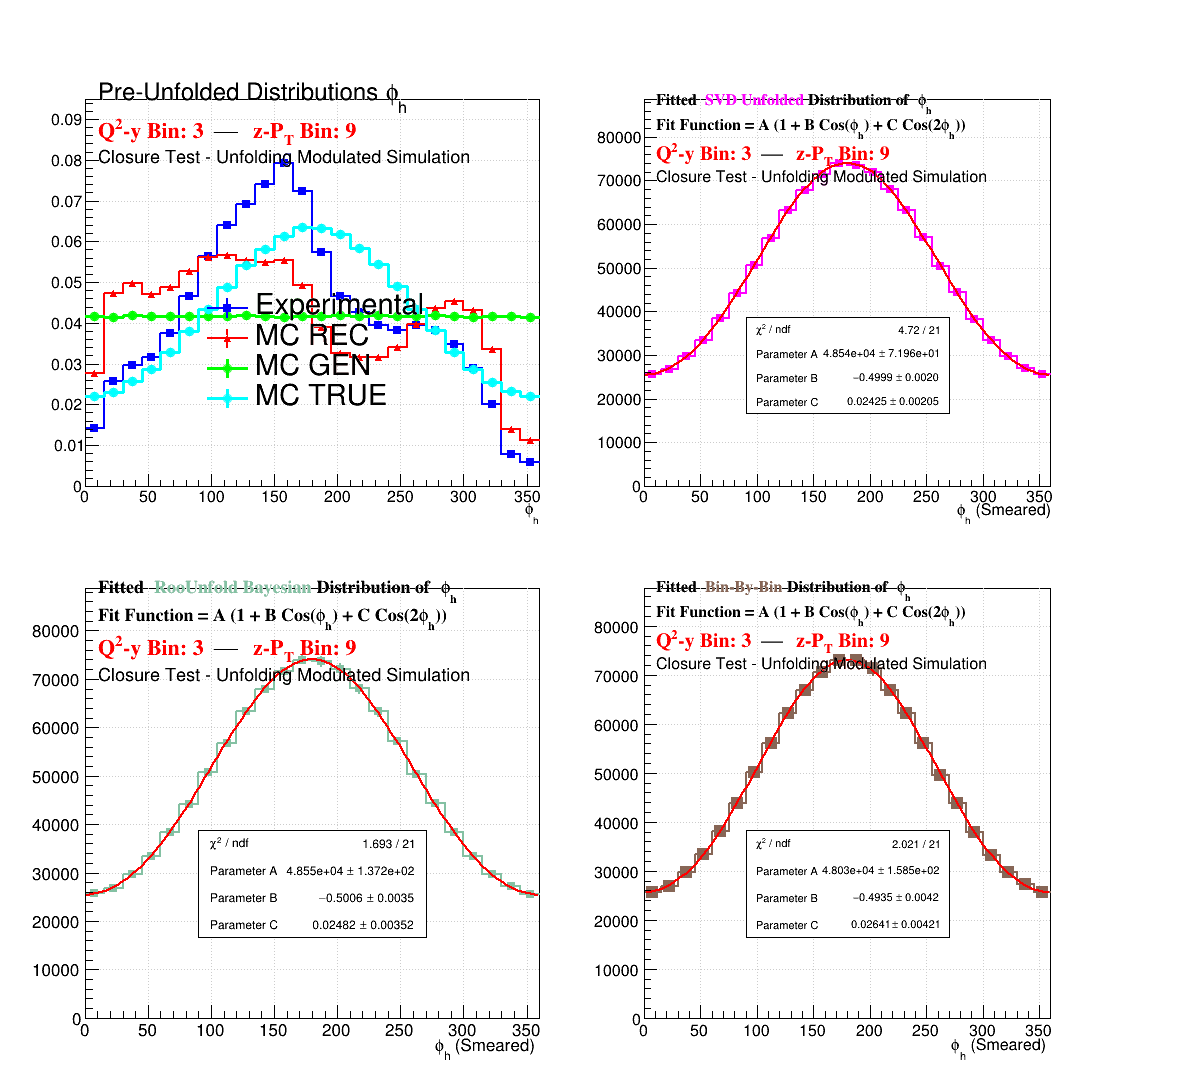 Pre-Unfolded Distributions ϕh
Q²-y Bin: 3 — z-PT Bin: 9
Closure Test - Unfolding Modulated Simulation
0.09
0.08
0.07
0.06
0.05
0.04
0.03
0.02
0.01
0
Experimental
MC REC
MC GEN
MC TRUE
0 50 100 150 200 250 300 350
ϕh
Fitted SVD Unfolded Distribution of ϕh
Fit Function = A (1 + B Cos(ϕh) + C Cos(2ϕh))
Q²-y Bin: 3 — z-PT Bin: 9
Closure Test - Unfolding Modulated Simulation
80000
70000
60000
50000
40000
30000
20000
10000
0
χ² / ndf 4.72 / 21
Parameter A 4.854e+04 ± 7.196e+01
Parameter B −0.4999 ± 0.0020
Parameter C 0.02425 ± 0.00205
0 50 100 150 200 250 300 350
ϕh (Smeared)
Fitted RooUnfold Bayesian Distribution of ϕh
Fit Function = A (1 + B Cos(ϕh) + C Cos(2ϕh))
Q²-y Bin: 3 — z-PT Bin: 9
Closure Test - Unfolding Modulated Simulation
80000
70000
60000
50000
40000
30000
20000
10000
0
χ² / ndf 1.693 / 21
Parameter A 4.855e+04 ± 1.372e+02
Parameter B −0.5006 ± 0.0035
Parameter C 0.02482 ± 0.00352
0 50 100 150 200 250 300 350
ϕh (Smeared)
Fitted Bin-By-Bin Distribution of ϕh
Fit Function = A (1 + B Cos(ϕh) + C Cos(2ϕh))
Q²-y Bin: 3 — z-PT Bin: 9
Closure Test - Unfolding Modulated Simulation
80000
70000
60000
50000
40000
30000
20000
10000
0
χ² / ndf 2.021 / 21
Parameter A 4.803e+04 ± 1.585e+02
Parameter B −0.4935 ± 0.0042
Parameter C 0.02641 ± 0.00421
0 50 100 150 200 250 300 350
ϕh (Smeared)